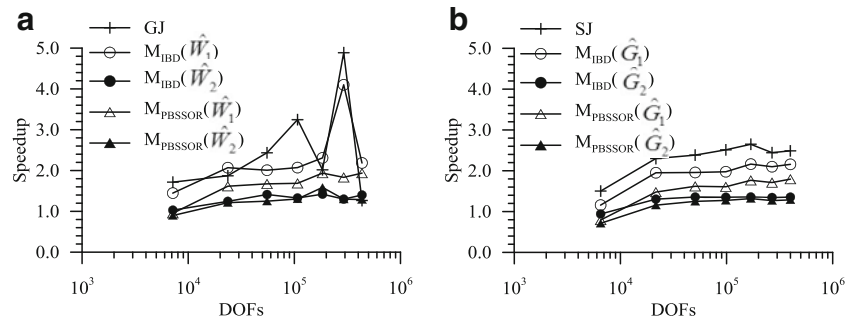 a
GJ
M_IBD(Ŵ_1)
M_IBD(Ŵ_2)
M_PBSSOR(Ŵ_1)
M_PBSSOR(Ŵ_2)
Speedup
5.0
4.0
3.0
2.0
1.0
0.0
10^3 10^4 10^5 10^6
DOFs
b
SJ
M_IBD(Ĝ_1)
M_IBD(Ĝ_2)
M_PBSSOR(Ĝ_1)
M_PBSSOR(Ĝ_2)
Speedup
5.0
4.0
3.0
2.0
1.0
0.0
10^3 10^4 10^5 10^6
DOFs